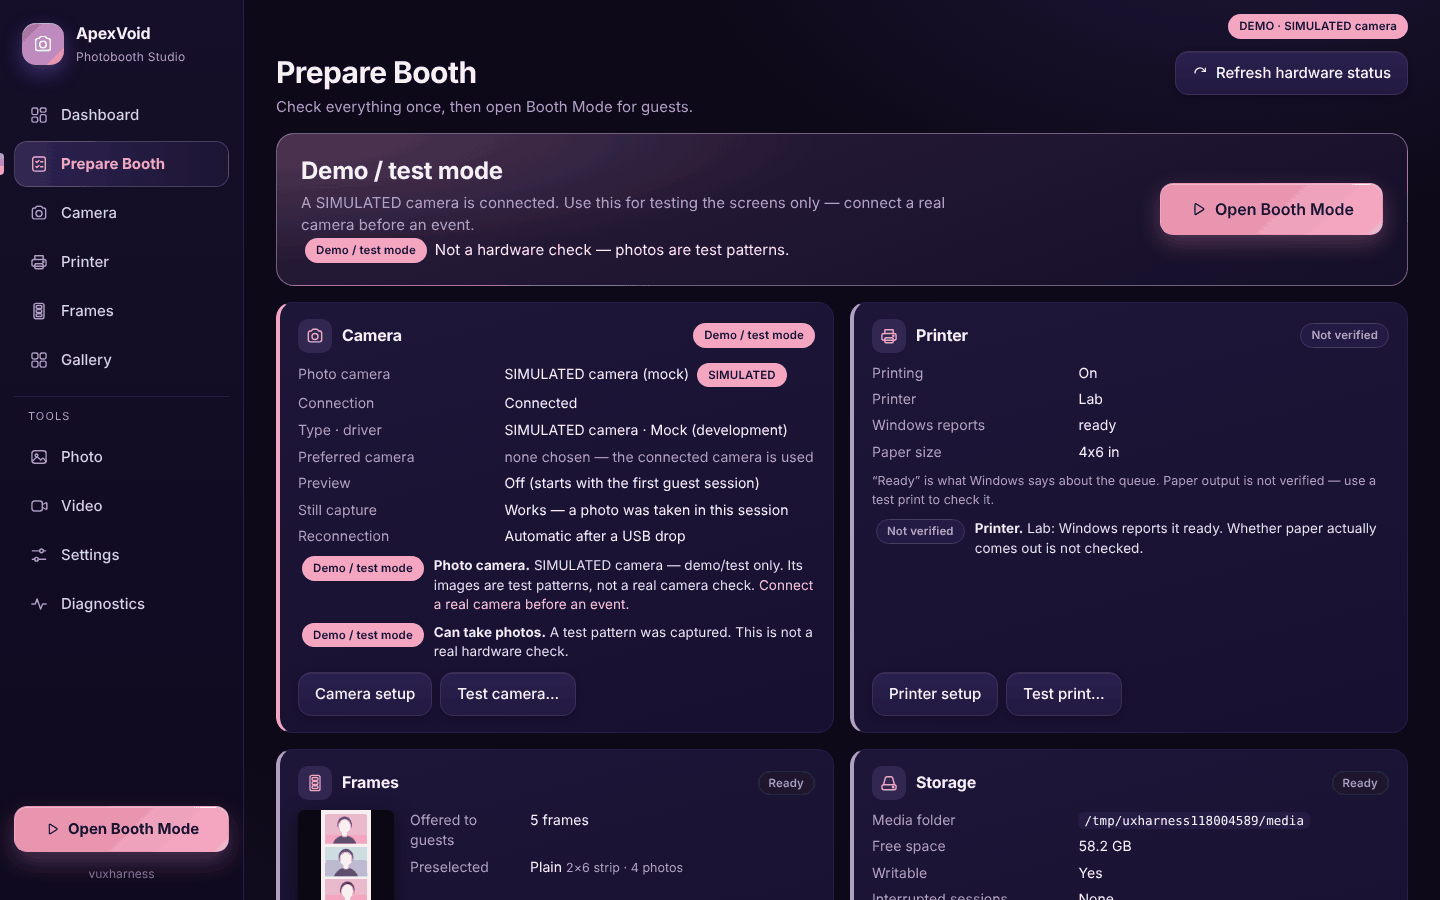 ApexVoid
Photobooth Studio
Dashboard
Prepare Booth
Camera
Printer
Frames
Gallery
TOOLS
Photo
Video
Settings
Diagnostics
Open Booth Mode
vuxharness
DEMO · SIMULATED camera
Prepare Booth
Refresh hardware status
Check everything once, then open Booth Mode for guests.
Demo / test mode
A SIMULATED camera is connected. Use this for testing the screens only — connect a real
camera before an event.
Demo / test mode Not a hardware check — photos are test patterns.
Open Booth Mode
Camera Demo / test mode
Photo camera SIMULATED camera (mock) SIMULATED
Connection Connected
Type · driver SIMULATED camera · Mock (development)
Preferred camera none chosen — the connected camera is used
Preview Off (starts with the first guest session)
Still capture Works — a photo was taken in this session
Reconnection Automatic after a USB drop
Demo / test mode Photo camera. SIMULATED camera — demo/test only. Its
images are test patterns, not a real camera check. Connect
a real camera before an event.
Demo / test mode Can take photos. A test pattern was captured. This is not a
real hardware check.
Camera setup Test camera...
Printer Not verified
Printing On
Printer Lab
Windows reports ready
Paper size 4x6 in
“Ready” is what Windows says about the queue. Paper output is not verified — use a
test print to check it.
Not verified Printer. Lab: Windows reports it ready. Whether paper actually
comes out is not checked.
Printer setup Test print...
Frames Ready
Offered to
guests 5 frames
Preselected Plain 2×6 strip · 4 photos
Storage Ready
Media folder /tmp/uxharness118004589/media
Free space 58.2 GB
Writable Yes
Interrupted sessions None